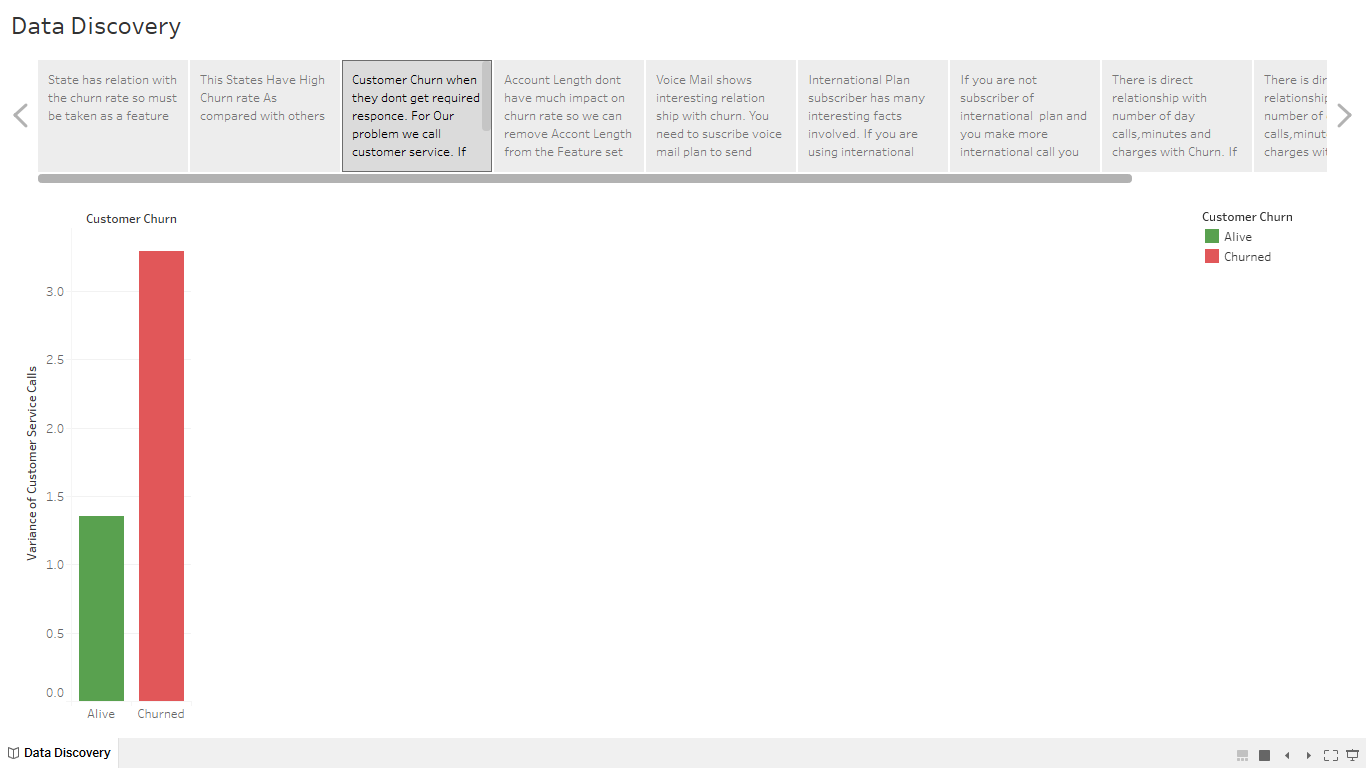 Data Discovery
State has relation with
the churn rate so must
be taken as a feature
This States Have High
Churn rate As
compared with others
Customer Churn when
they dont get required
responce. For Our
problem we call
customer service. If
Account Length dont
have much impact on
churn rate so we can
remove Accont Length
from the Feature set
Voice Mail shows
interesting relation
ship with churn. You
need to suscribe voice
mail plan to send
International Plan
subscriber has many
interesting facts
involved. If you are
using international
If you are not
subscriber of
international  plan and
you make more
international call you
There is direct
relationship with
number of day
calls,minutes and
charges with Churn. If
There is
number of
charges
Customer Churn
Customer Churn
Alive
Churned
Variance of Customer Service Calls
3.0
2.5
2.0
1.5
1.0
0.5
0.0
Alive
Churned
Data Discovery